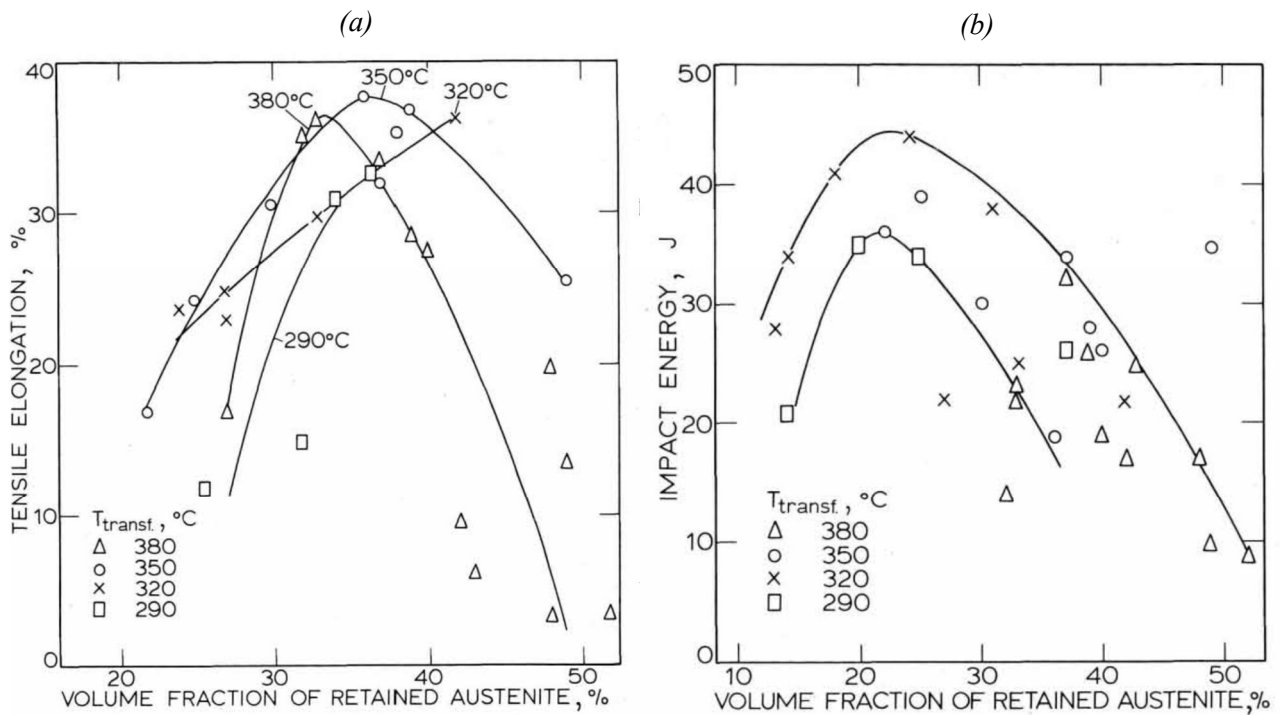 (a)
TENSILE ELONGATION, %
40
30
20
10
0
380°C
350°C
320°C
290°C
Ttransf., °C
△ 380
○ 350
× 320
□ 290
20 30 40 50
VOLUME FRACTION OF RETAINED AUSTENITE, %
(b)
IMPACT ENERGY, J
50
40
30
20
10
0
Ttransf., °C
△ 380
○ 350
× 320
□ 290
10 20 30 40 50
VOLUME FRACTION OF RETAINED AUSTENITE, %